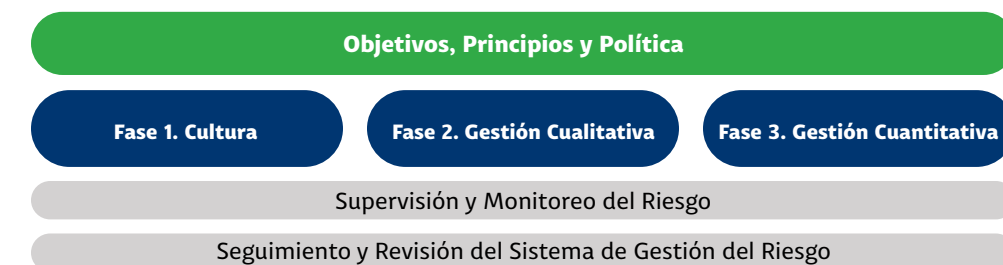 Objetivos, Principios y Política
Fase 1. Cultura
Fase 2. Gestión Cualitativa
Fase 3. Gestión Cuantitativa
Supervisión y Monitoreo del Riesgo
Seguimiento y Revisión del Sistema de Gestión del Riesgo